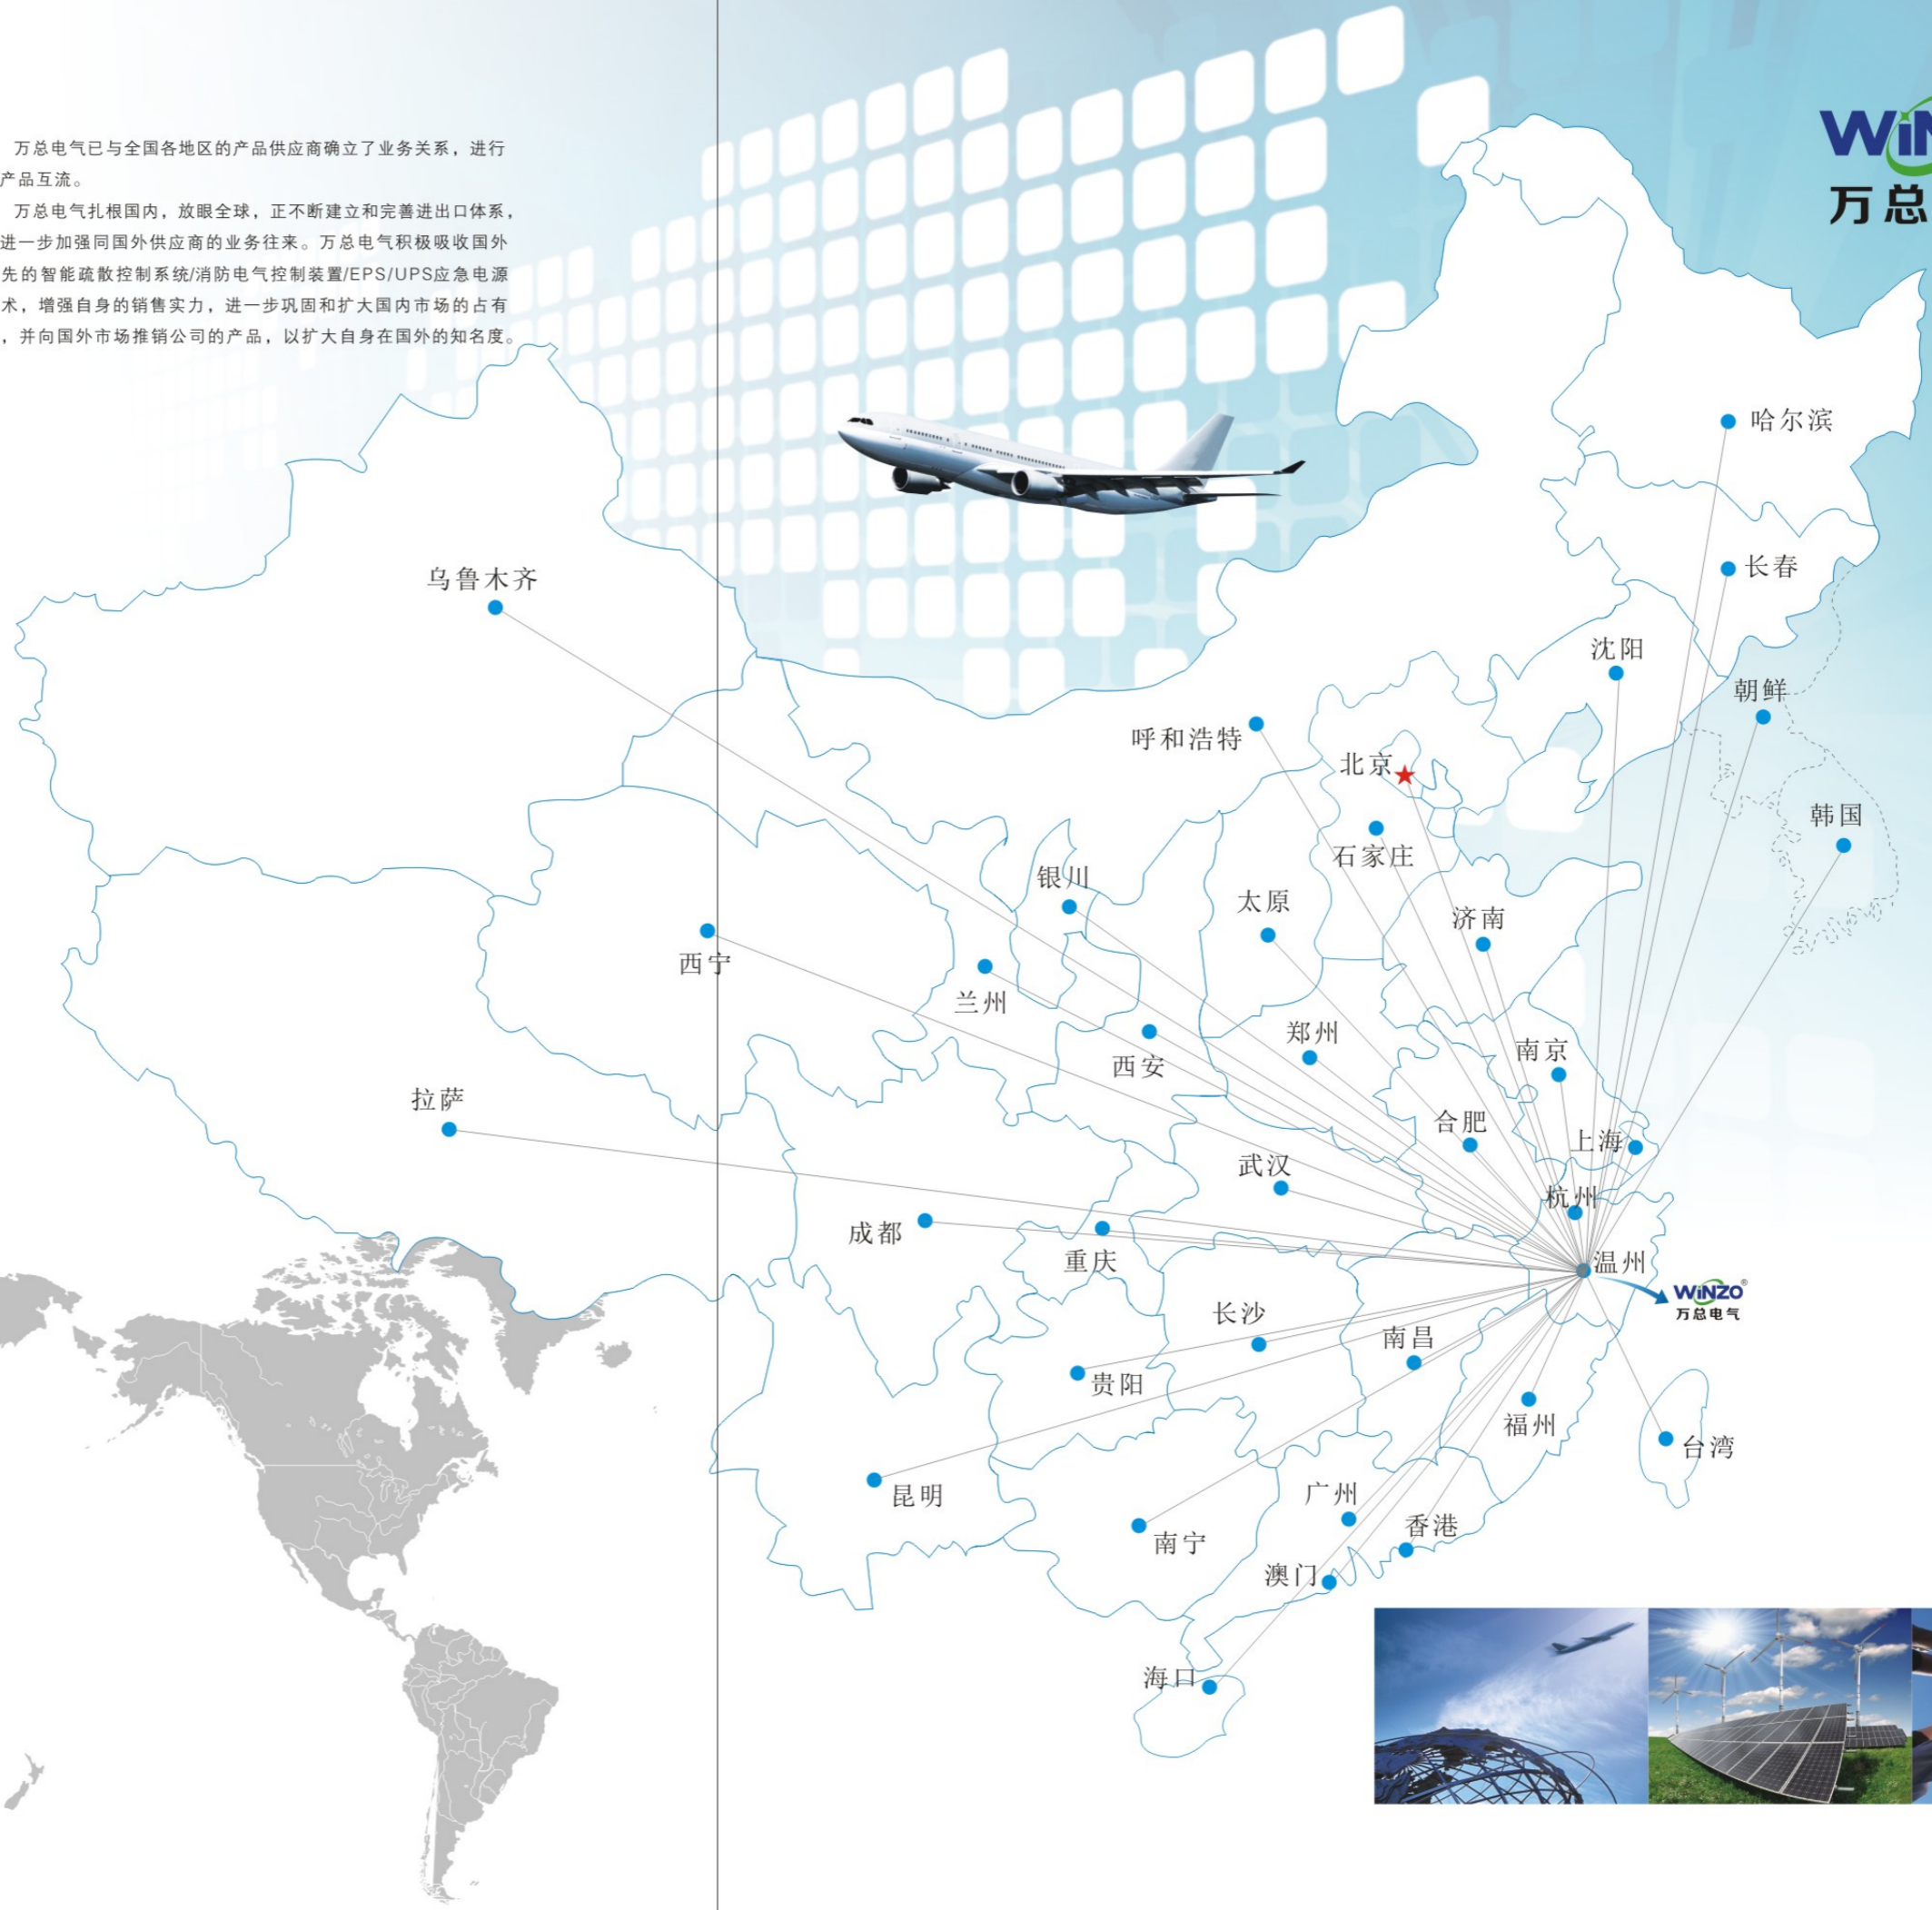 万总电气已与全国各地区的产品供应商确立了业务关系，进行
产品互流。
万总电气扎根国内，放眼全球，正不断建立和完善进出口体系，
进一步加强同国外供应商的业务往来。万总电气积极吸收国外
先的智能疏散控制系统/消防电气控制装置/EPS/UPS应急电源
术，增强自身的销售实力，进一步巩固和扩大国内市场的占有
，并向国外市场推销公司的产品，以扩大自身在国外的知名度。
万总
哈尔滨
长春
乌鲁木齐
沈阳
朝鲜
呼和浩特
北京
韩国
石家庄
银川
太原
济南
西宁
兰州
郑州
南京
西安
拉萨
合肥
上海
武汉
杭州
成都
重庆
温州
WiNZO®
万总电气
长沙
南昌
贵阳
福州
台湾
昆明
广州
香港
南宁
澳门
海口